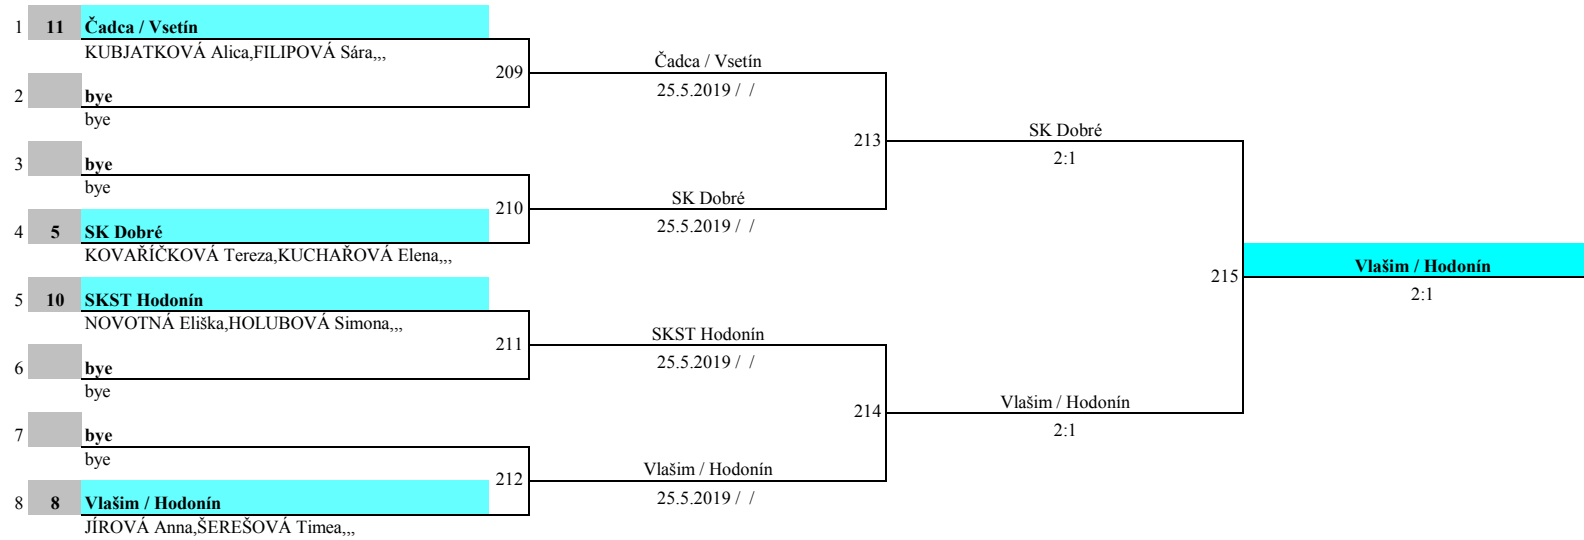 1 11 Čadca / Vsetín
KUBJATKOVÁ Alica,FILIPOVÁ Sára,,,
209
Čadca / Vsetín
25.5.2019 / /
2 bye
bye
213
SK Dobré
2:1
3 bye
bye
210
SK Dobré
25.5.2019 / /
4 5 SK Dobré
KOVAŘÍČKOVÁ Tereza,KUCHAŘOVÁ Elena,,,
215
Vlašim / Hodonín
2:1
5 10 SKST Hodonín
NOVOTNÁ Eliška,HOLUBOVÁ Simona,,,
211
SKST Hodonín
25.5.2019 / /
6 bye
bye
214
Vlašim / Hodonín
2:1
7 bye
bye
212
Vlašim / Hodonín
25.5.2019 / /
8 8 Vlašim / Hodonín
JÍROVÁ Anna,ŠEREŠOVÁ Timea,,,